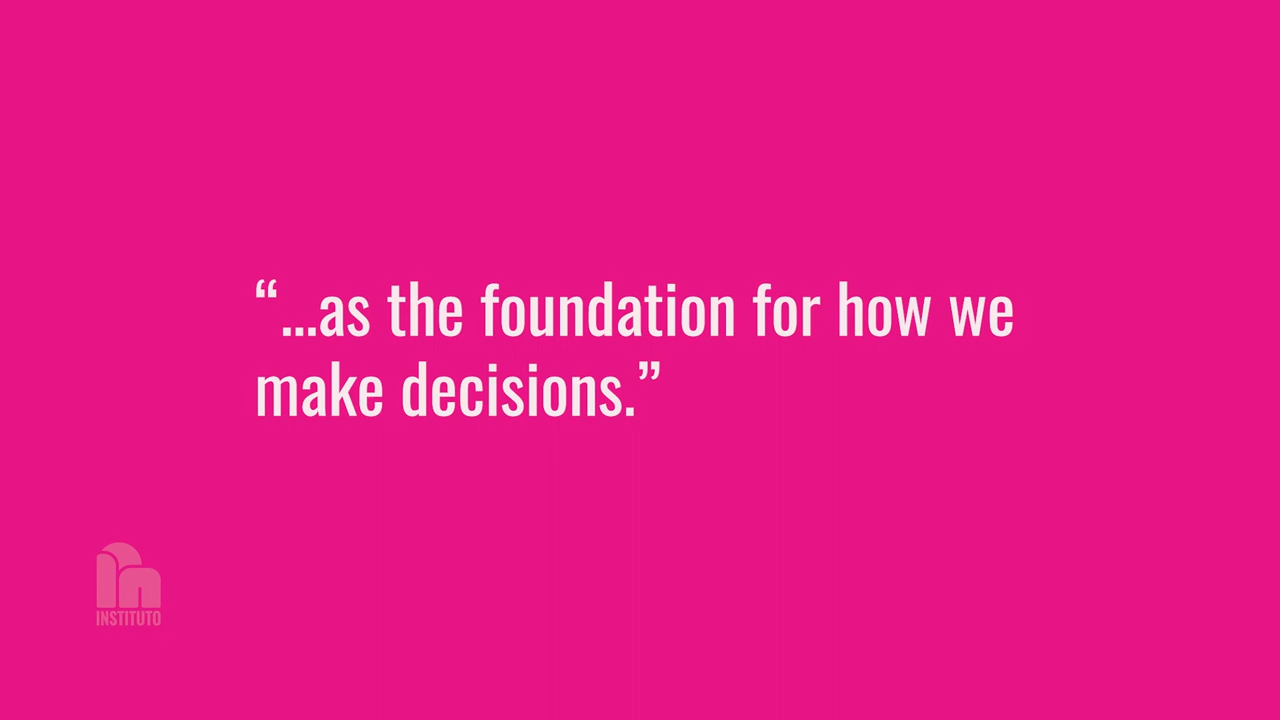 “...as the foundation for how we
make decisions.”
INSTITUTO